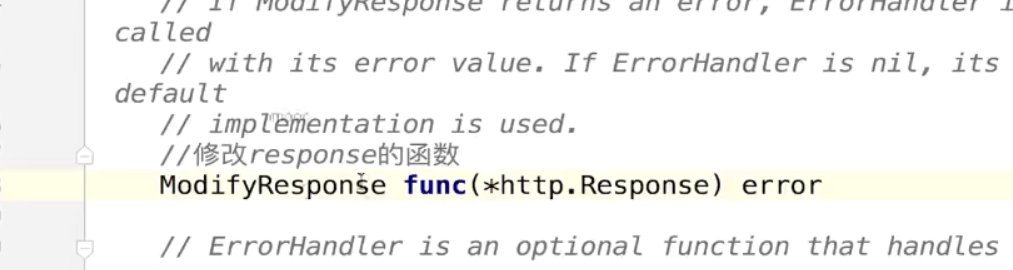 // If ModifyResponse returns an error, ErrorHandler i
called
// with its error value. If ErrorHandler is nil, its
default
// implementation is used.
//修改response的函数
ModifyResponse func(*http.Response) error
// ErrorHandler is an optional function that handles